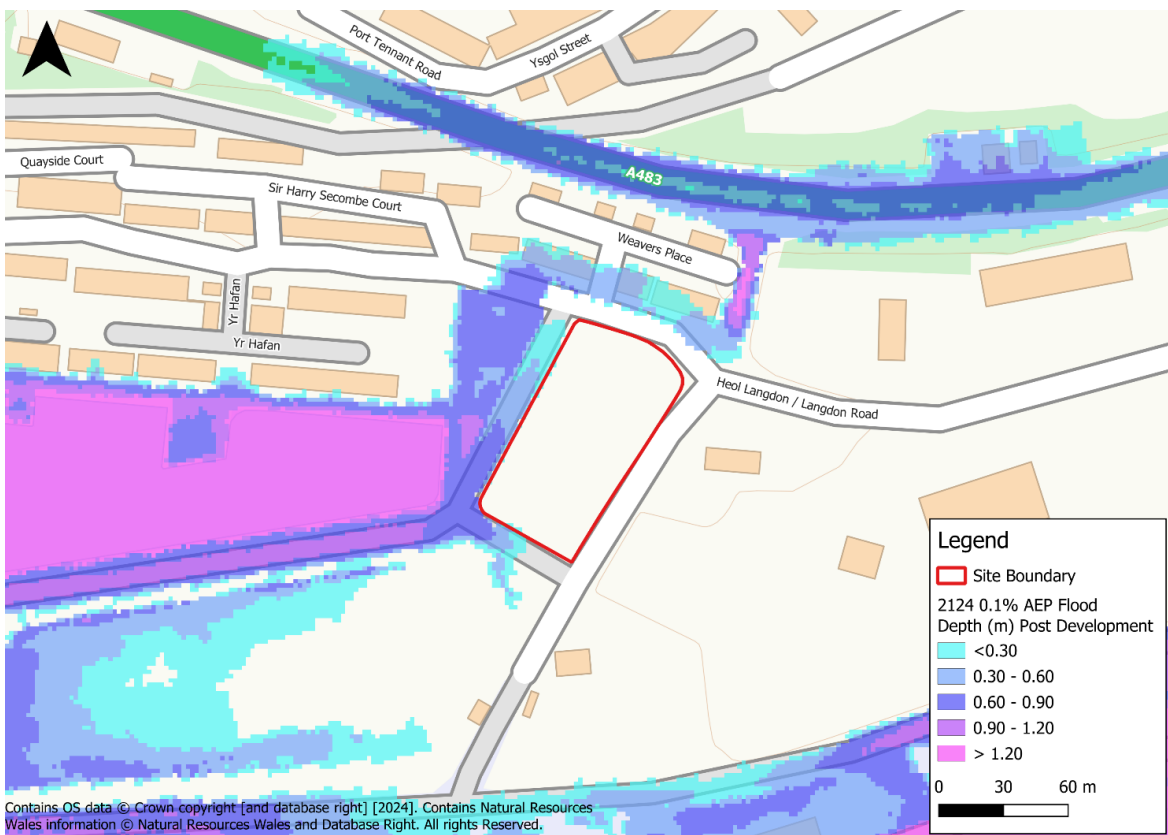 Port Tennant Road
Ysgol Street
Quayside Court
A483
Sir Harry Secombe Court
Weavers Place
Yr Hafan
Yr Hafan
Heol Langdon / Langdon Road
Legend
Site Boundary
2124 0.1% AEP Flood
Depth (m) Post Development
<0.30
0.30 - 0.60
0.60 - 0.90
0.90 - 1.20
> 1.20
0 30 60 m
Contains OS data © Crown copyright [and database right] [2024]. Contains Natural Resources
Wales information © Natural Resources Wales and Database Right. All rights Reserved.